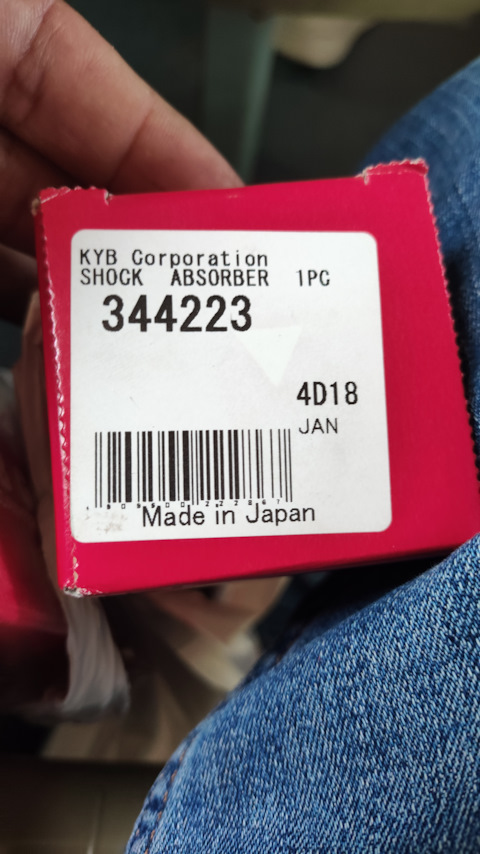 KYB Corporation
SHOCK ABSORBER 1PC
344223
4D18
JAN
Made in Japan